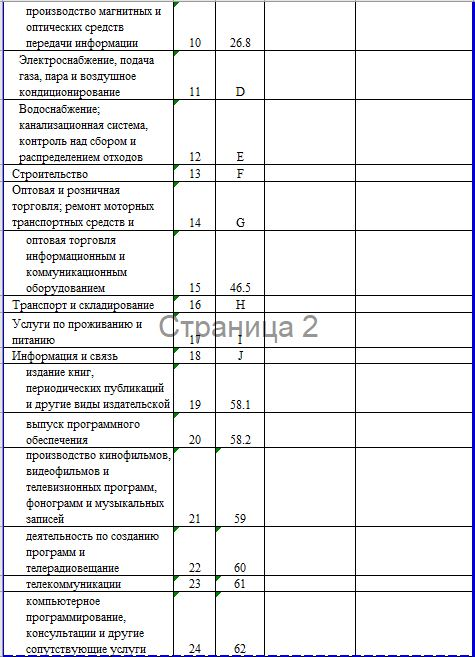 производство магнитных и
оптических средств
передачи информации 10 26.8
Электроснабжение, подача
газа, пара и воздушное
кондиционирование 11 D
Водоснабжение;
канализационная система,
контроль над сбором и
распределением отходов 12 E
Строительство 13 F
Оптовая и розничная
торговля; ремонт моторных
транспортных средств и 14 G
оптовая торговля
информационным и
коммуникационным
оборудованием 15 46.5
Транспорт и складирование 16 H
Услуги по проживанию и
питанию 17 I
Страница 2
Информация и связь 18 J
издание книг,
периодических публикаций
и другие виды издательской 19 58.1
выпуск программного
обеспечения 20 58.2
производство кинофильмов,
видеофильмов и
телевизионных программ,
фонограмм и музыкальных
записей 21 59
деятельность по созданию
программ и
телерадиовещание 22 60
телекоммуникации 23 61
компьютерное
программирование,
консультации и другие
сопутствующие услуги 24 62